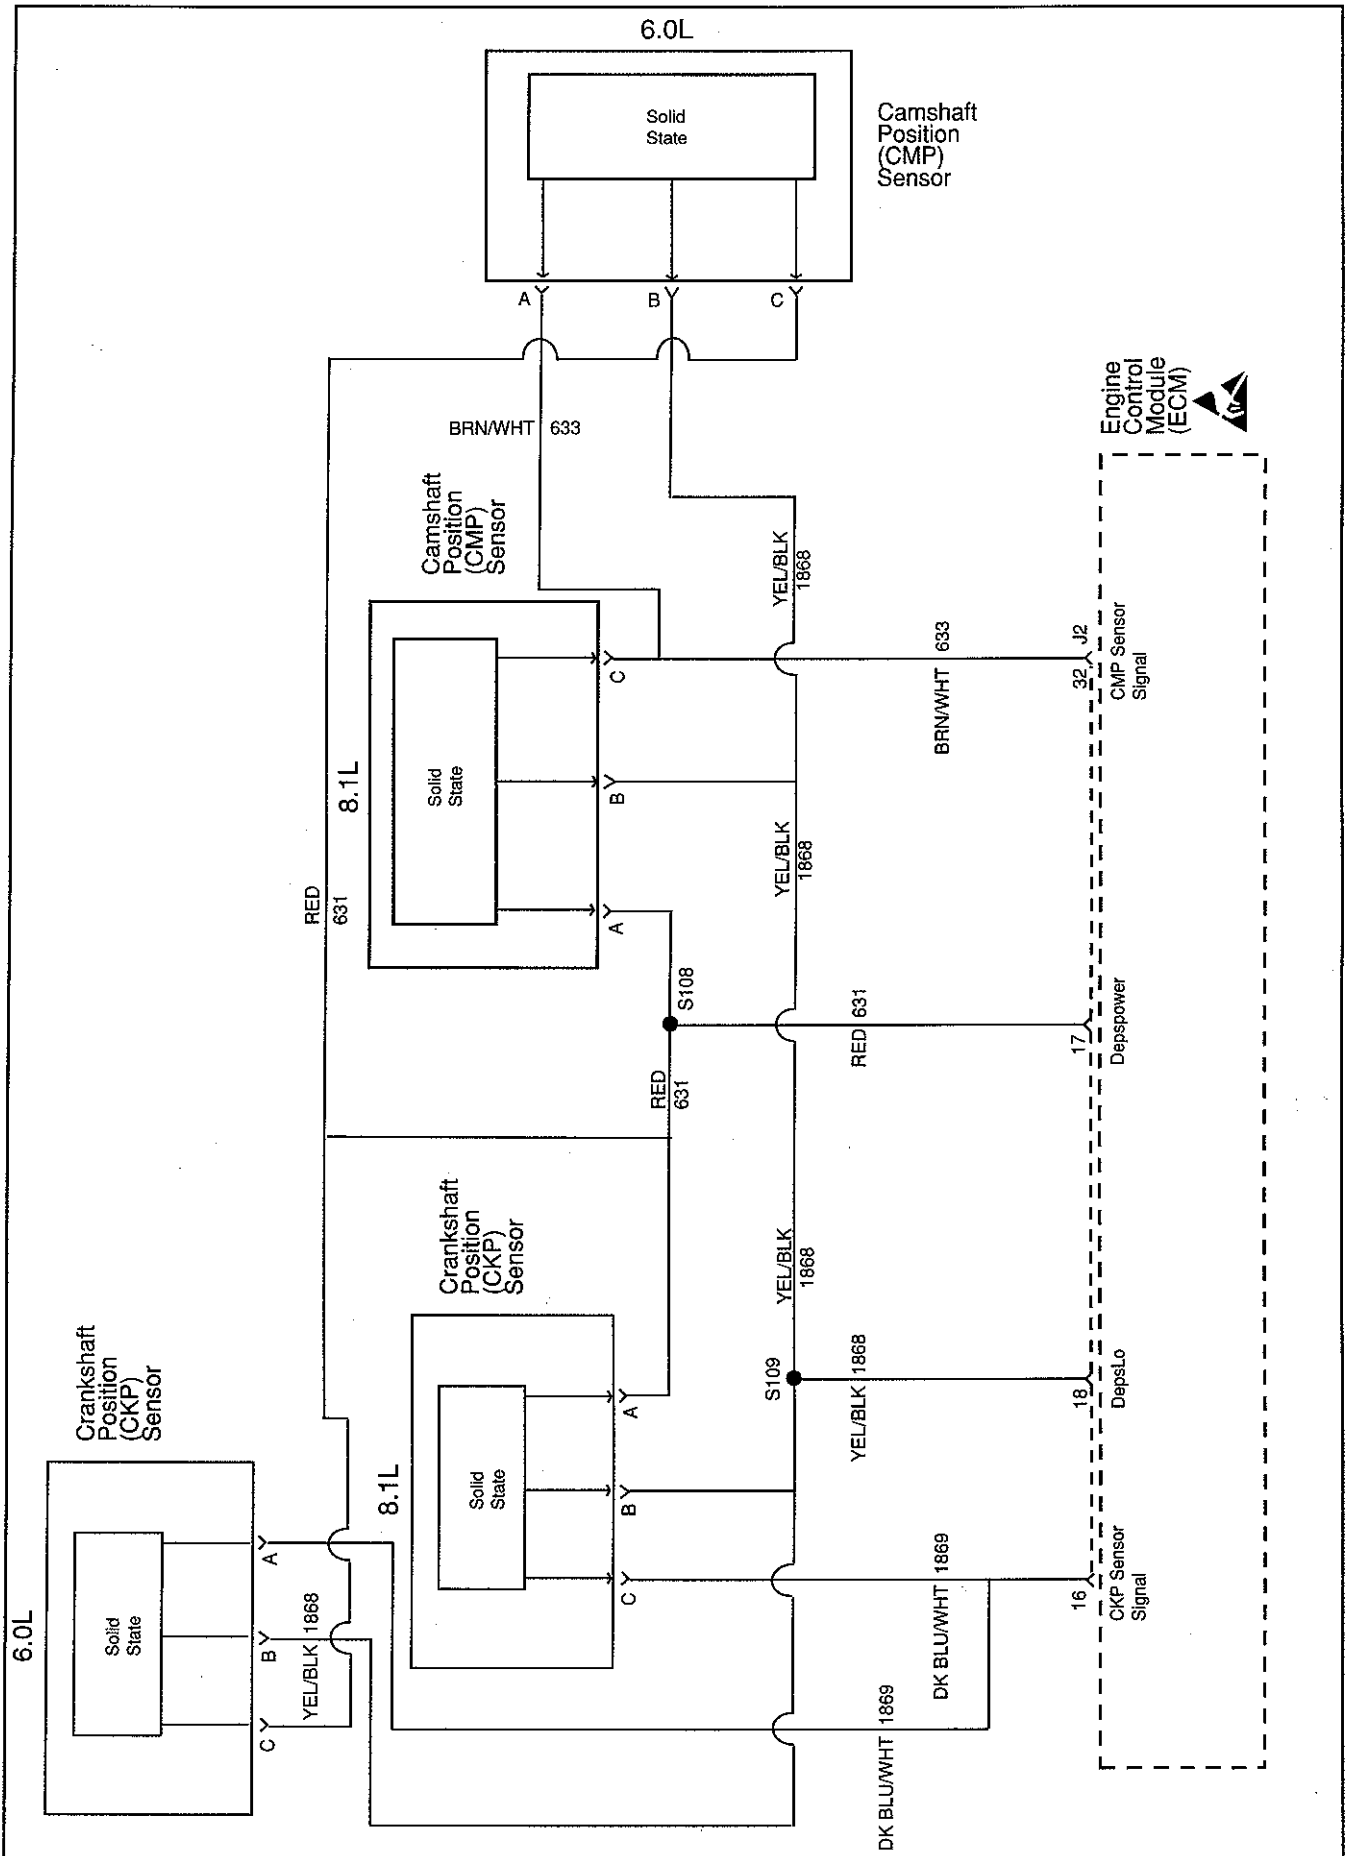 6.0L
Solid
State
Camshaft
Position
(CMP)
Sensor
A
B
C
BRN/WHT
633
Engine
Control
Module
(ECM)
Camshaft
Position
(CMP)
Sensor
YEL/BLK
1868
8.1L
Solid
State
C
B
A
BRN/WHT
633
32
J2
CMP Sensor
Signal
RED
631
YEL/BLK
1868
S108
RED
631
17
Depspower
RED
631
Crankshaft
Position
(CKP)
Sensor
YEL/BLK
1868
Crankshaft
Position
(CKP)
Sensor
S109
YEL/BLK
1868
18
DepsLo
8.1L
Solid
State
A
B
C
6.0L
Solid
State
A
B
C
YEL/BLK
1868
DK BLU/WHT
1869
16
CKP Sensor
Signal
DK BLU/WHT
1869